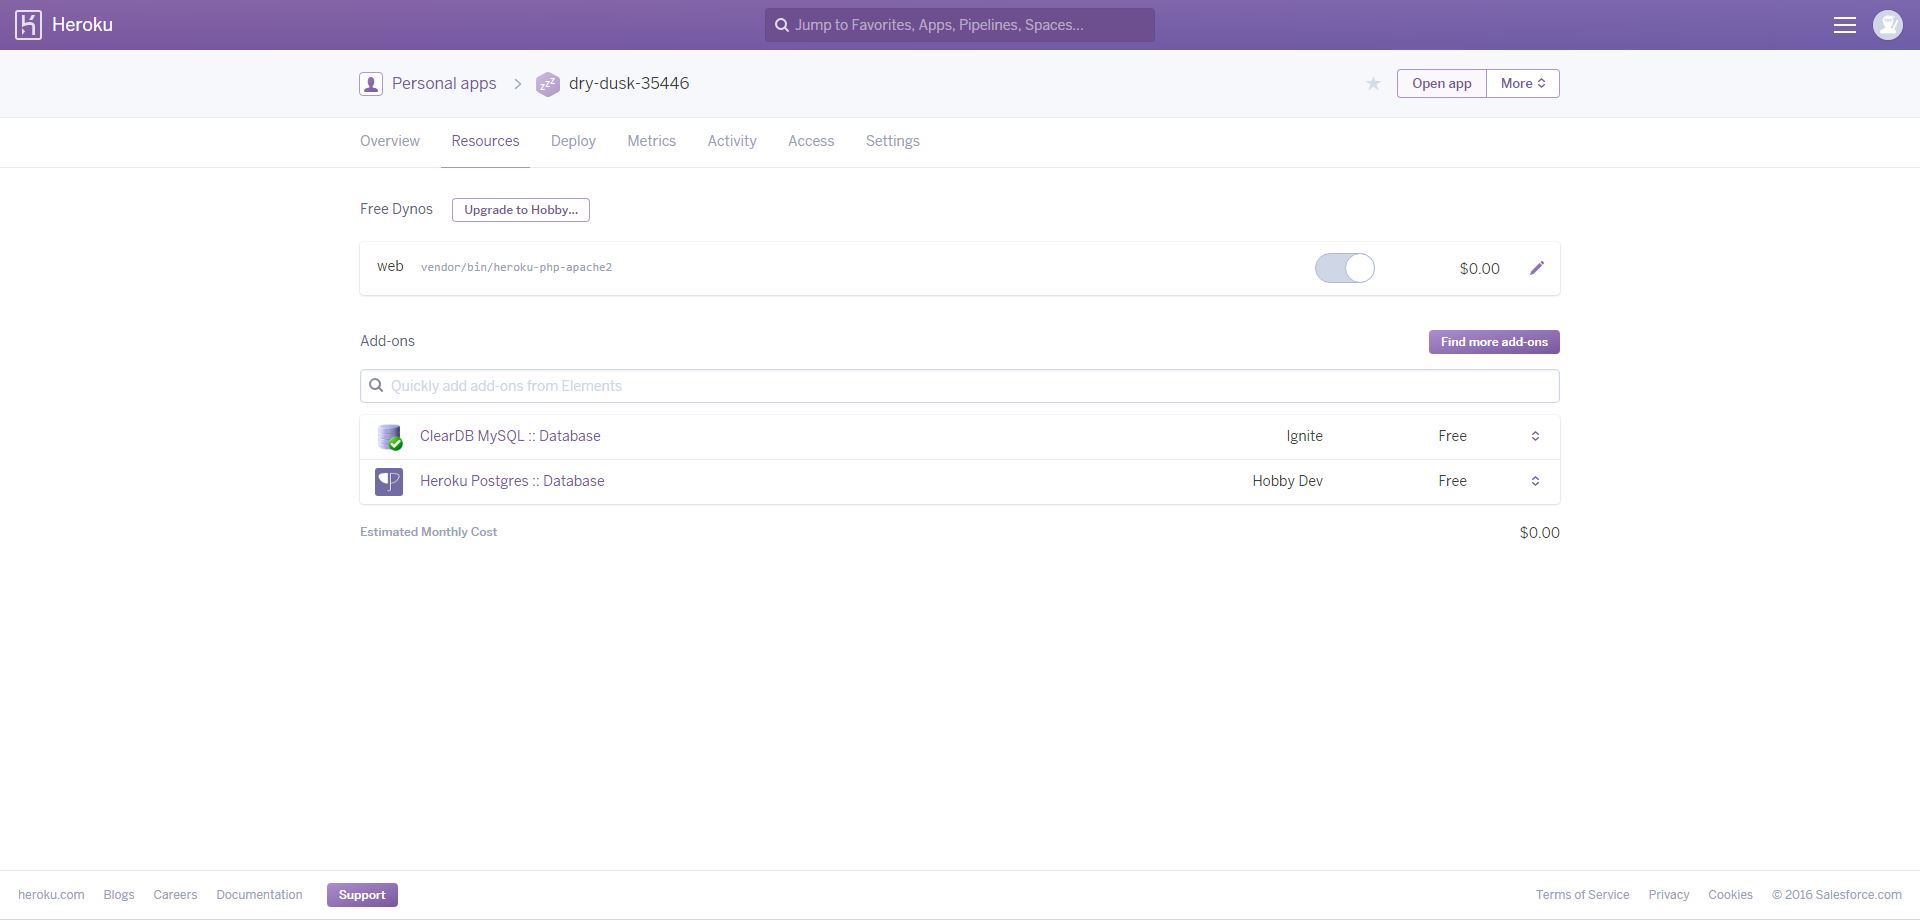 Heroku
Jump to Favorites, Apps, Pipelines, Spaces...
Personal apps > dry-dusk-35446
Open app More
Overview Resources Deploy Metrics Activity Access Settings
Free Dynos Upgrade to Hobby...
web vendor/bin/heroku-php-apache2 $0.00
Add-ons Find more add-ons
Quickly add add-ons from Elements
ClearDB MySQL :: Database Ignite Free
Heroku Postgres :: Database Hobby Dev Free
Estimated Monthly Cost $0.00
heroku.com Blogs Careers Documentation Support Terms of Service Privacy Cookies © 2016 Salesforce.com